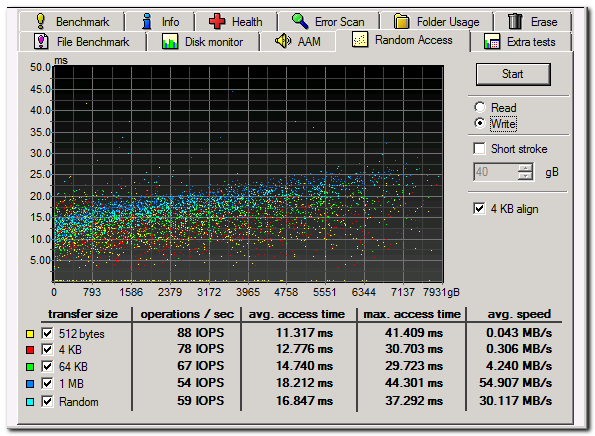 Benchmark Info Health Error Scan Folder Usage Erase
File Benchmark Disk monitor AAM Random Access Extra tests
ms
50.0
45.0
40.0
35.0
30.0
25.0
20.0
15.0
10.0
5.00
0 793 1586 2379 3172 3965 4758 5551 6344 7137 7931gB
Start
Read
Write
Short stroke
40 gB
4 KB align
transfer size operations / sec avg. access time max. access time avg. speed
512 bytes 88 IOPS 11.317 ms 41.409 ms 0.043 MB/s
4 KB 78 IOPS 12.776 ms 30.703 ms 0.306 MB/s
64 KB 67 IOPS 14.740 ms 29.723 ms 4.240 MB/s
1 MB 54 IOPS 18.212 ms 44.301 ms 54.907 MB/s
Random 59 IOPS 16.847 ms 37.292 ms 30.117 MB/s